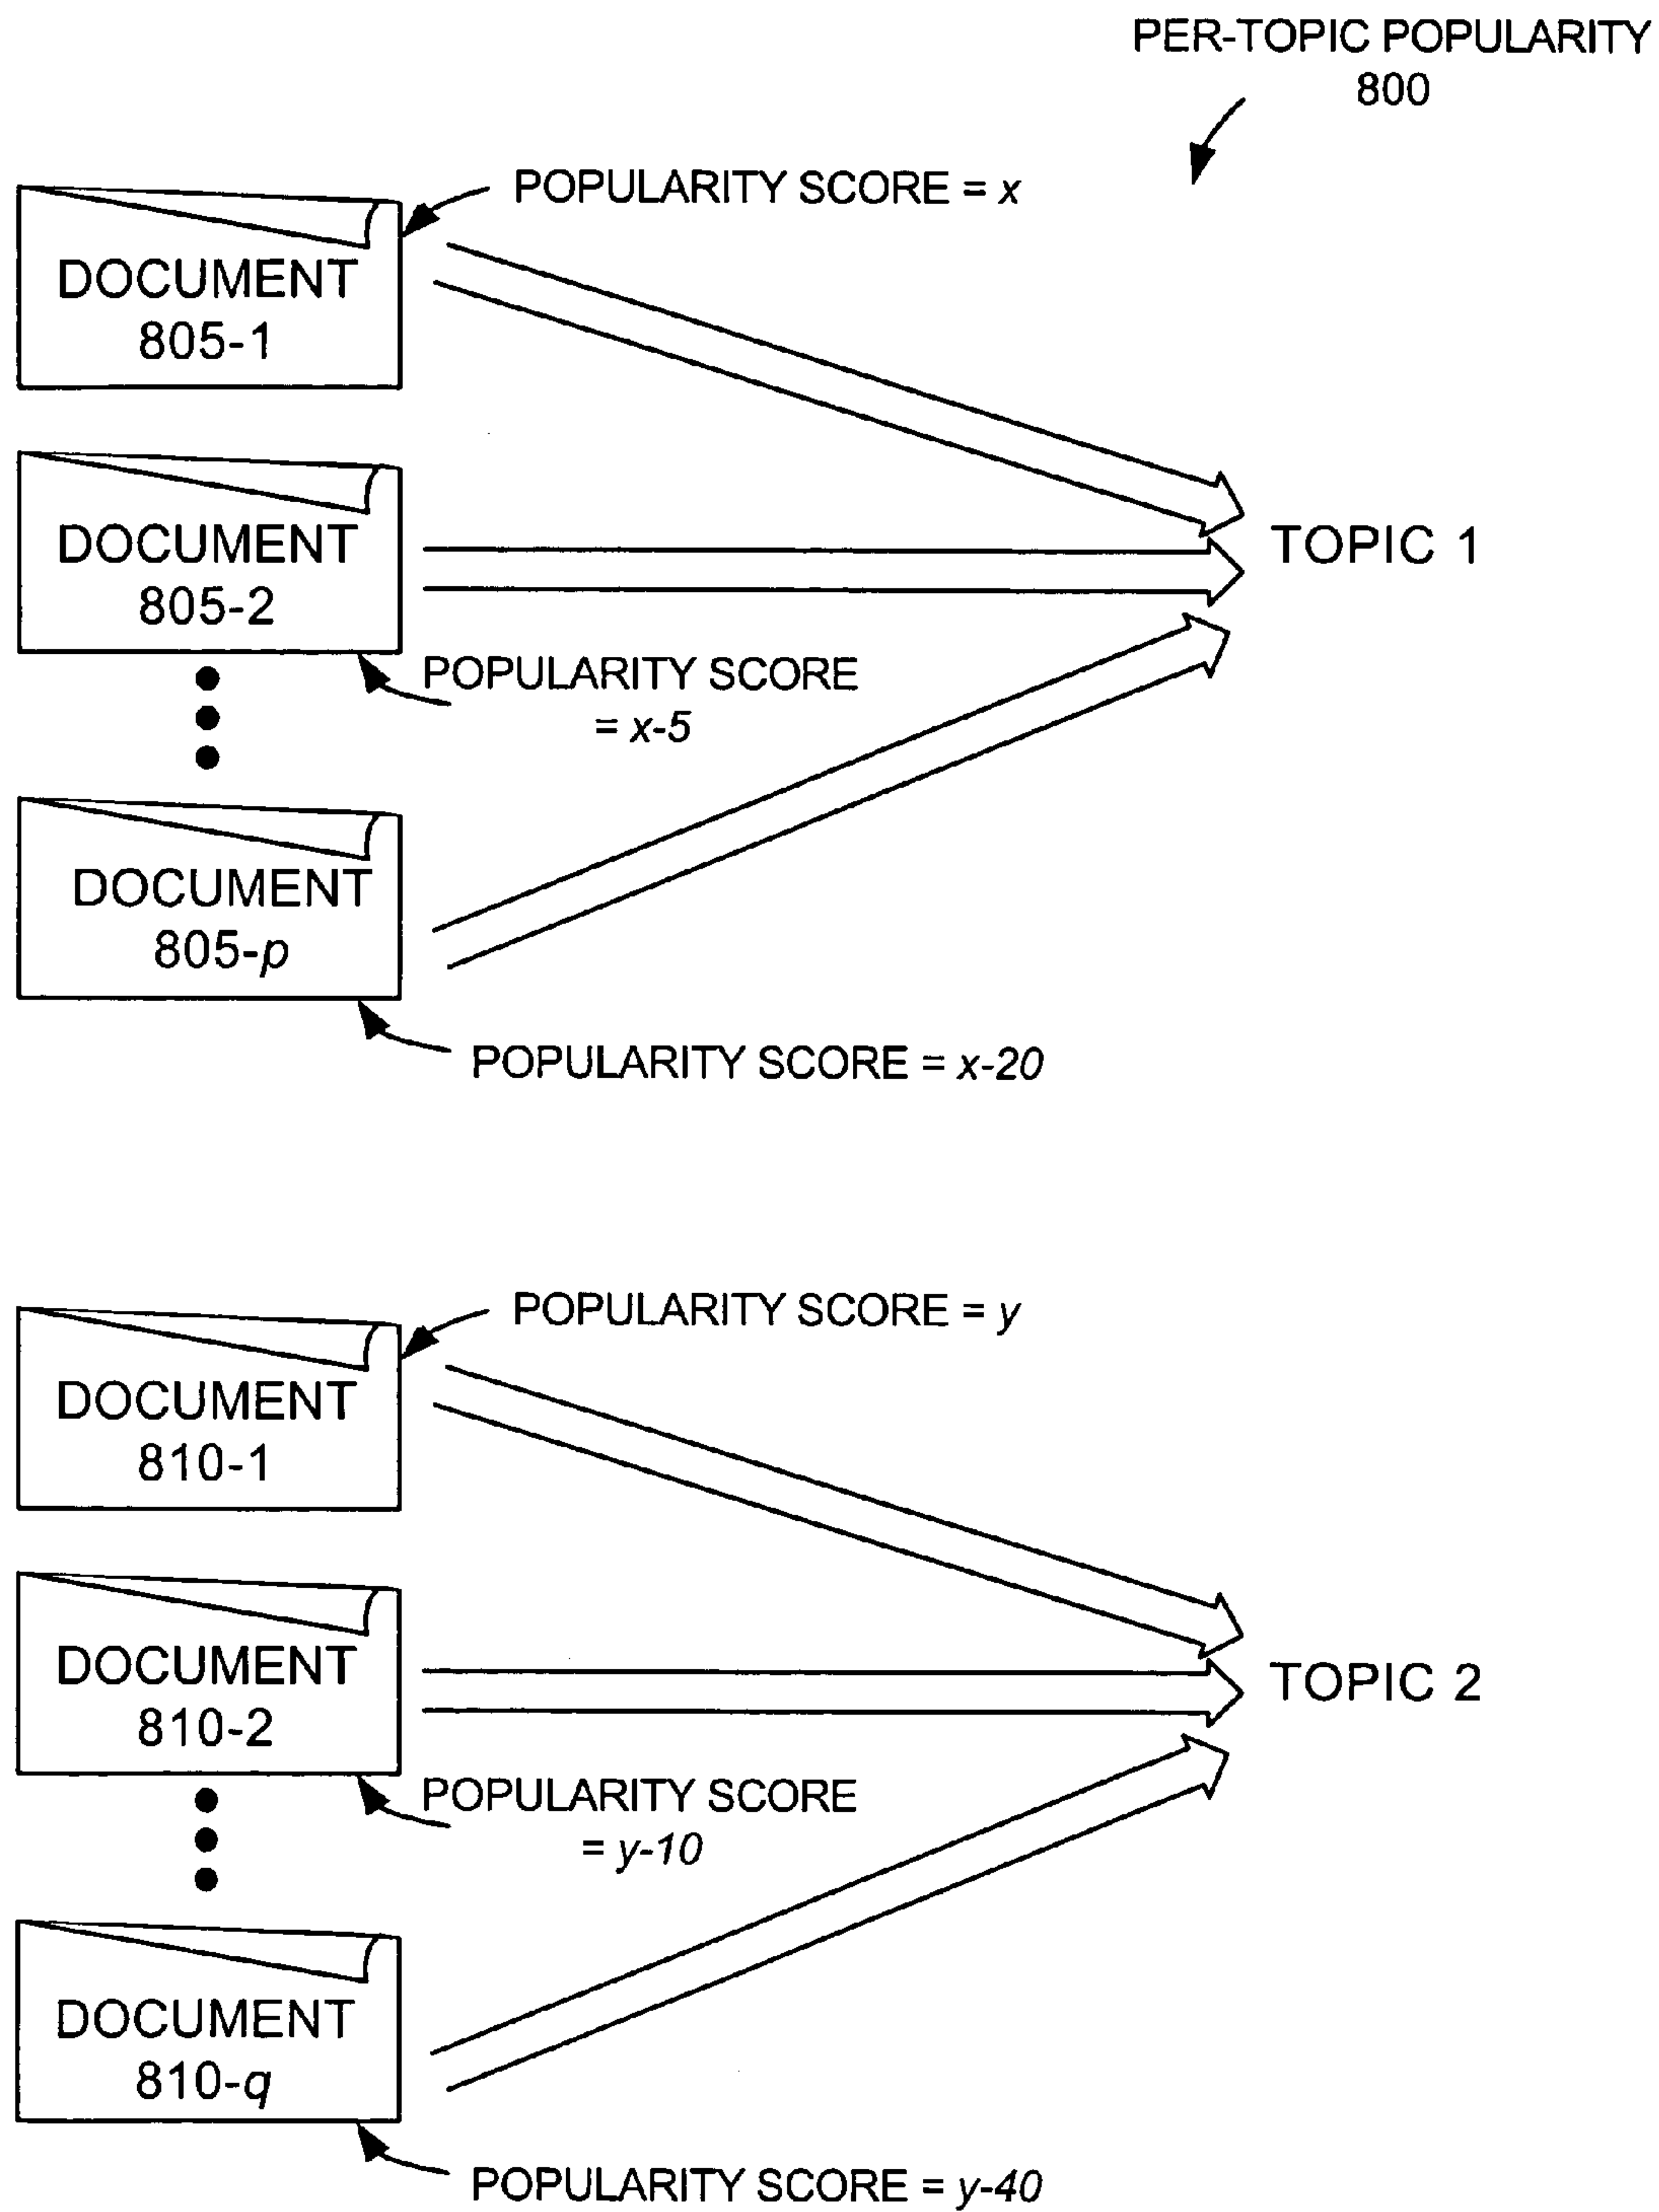 PER-TOPIC POPULARITY
800
POPULARITY SCORE = x
DOCUMENT
805-1
DOCUMENT
805-2
TOPIC 1
POPULARITY SCORE
= x-5
DOCUMENT
805-p
POPULARITY SCORE = x-20
POPULARITY SCORE = y
DOCUMENT
810-1
DOCUMENT
810-2
TOPIC 2
POPULARITY SCORE
= y-10
DOCUMENT
810-q
POPULARITY SCORE = y-40